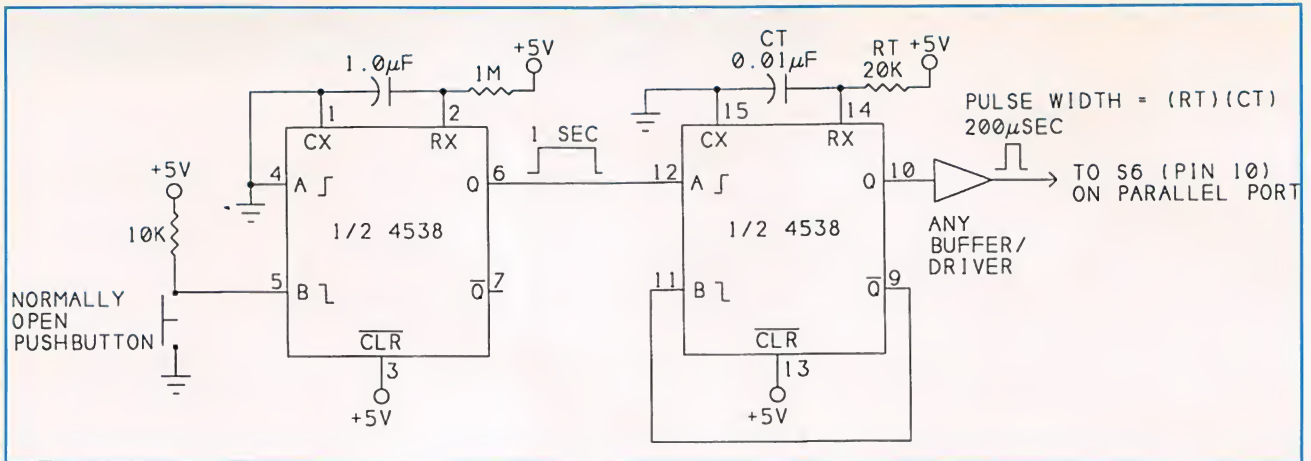 +5V
1.0µF
1M
1
2
CX
RX
4
A
Q
6
1 SEC
+5V
10K
1/2 4538
5
B
Q̅
7
NORMALLY
OPEN
PUSHBUTTON
C̅L̅R̅
3
+5V
CT
0.01µF
RT
20K
+5V
15
14
CX
RX
PULSE WIDTH = (RT)(CT)
200µSEC
12
A
Q
10
TO S6 (PIN 10)
ON PARALLEL PORT
1/2 4538
ANY
BUFFER/
DRIVER
11
B
Q̅
9
C̅L̅R̅
13
+5V